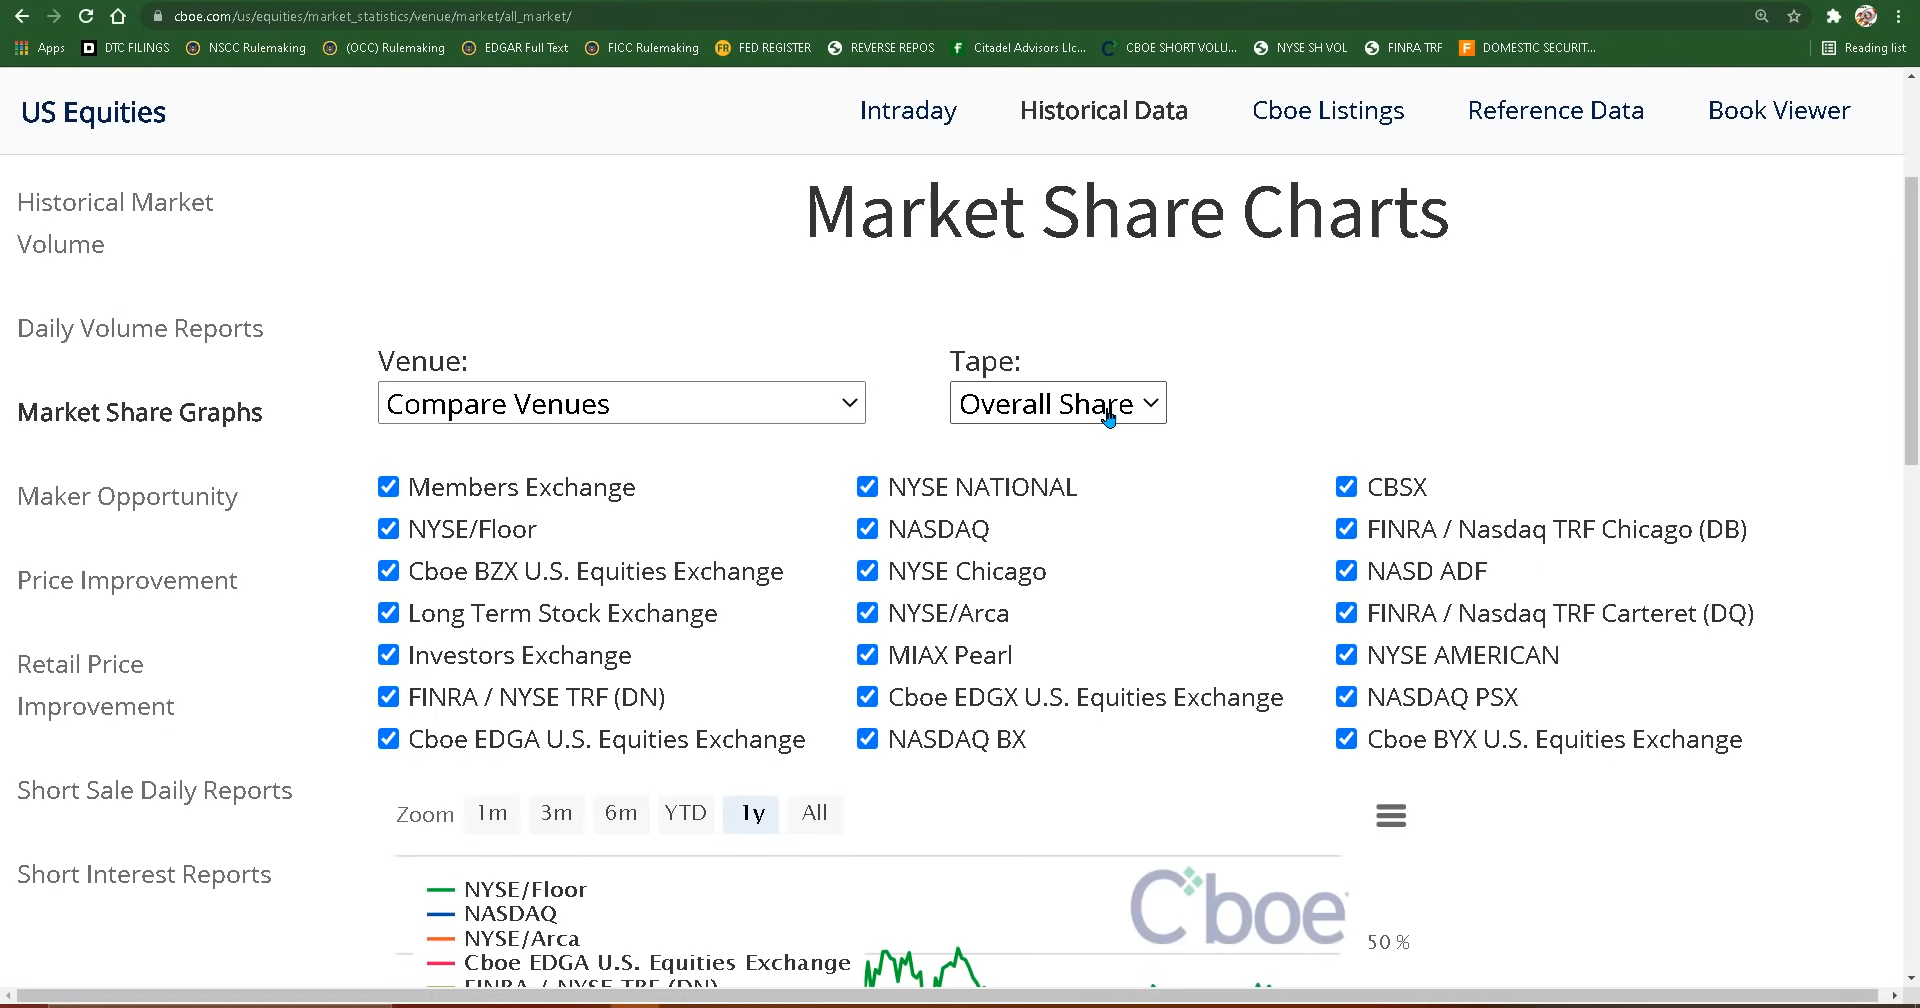 cboe.com/us/equities/market_statistics/venue/market/all_market/
Apps DTC FILINGS NSCC Rulemaking (OCC) Rulemaking EDGAR Full Text FICC Rulemaking FR FED REGISTER REVERSE REPOS f Citadel Advisors Llc... CBOE SHORT VOLU... NYSE SH VOL FINRA TRF F DOMESTIC SECURIT... Reading list
US Equities Intraday Historical Data Cboe Listings Reference Data Book Viewer
Market Share Charts
Historical Market
Volume
Daily Volume Reports
Market Share Graphs
Maker Opportunity
Price Improvement
Retail Price
Improvement
Short Sale Daily Reports
Short Interest Reports
Venue: Tape:
Compare Venues Overall Share
Members Exchange NYSE NATIONAL CBSX
NYSE/Floor NASDAQ FINRA / Nasdaq TRF Chicago (DB)
Cboe BZX U.S. Equities Exchange NYSE Chicago NASD ADF
Long Term Stock Exchange NYSE/Arca FINRA / Nasdaq TRF Carteret (DQ)
Investors Exchange MIAX Pearl NYSE AMERICAN
FINRA / NYSE TRF (DN) Cboe EDGX U.S. Equities Exchange NASDAQ PSX
Cboe EDGA U.S. Equities Exchange NASDAQ BX Cboe BYX U.S. Equities Exchange
Zoom 1m 3m 6m YTD 1y All
Cboe
NYSE/Floor
NASDAQ
NYSE/Arca
50 %
Cboe EDGA U.S. Equities Exchange
FINRA / NYSE TRF (DN)